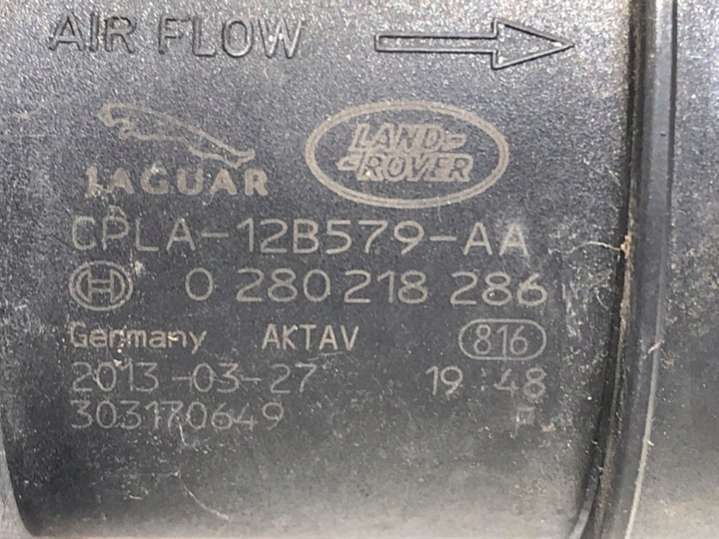 AIR FLOW
JAGUAR
LAND-
-ROVER
CPLA-12B579-AA
H 0 280 218 286
Germany AKTAV 816
2013-03-27 19:48
303170649 F